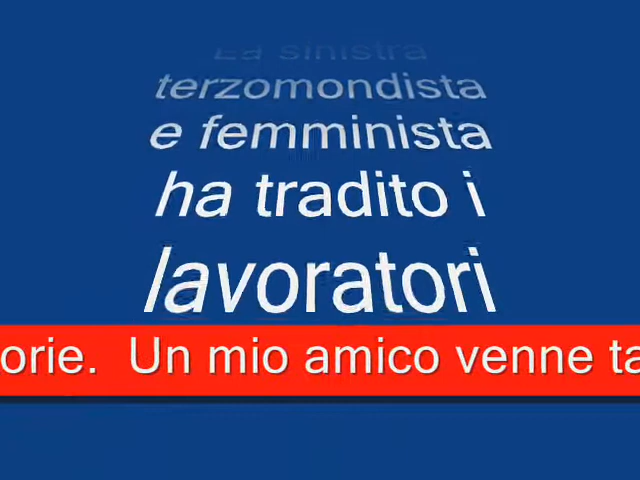 La sinistra
terzomondista
e femminista
ha tradito i
lavoratori
orie. Un mio amico venne ta